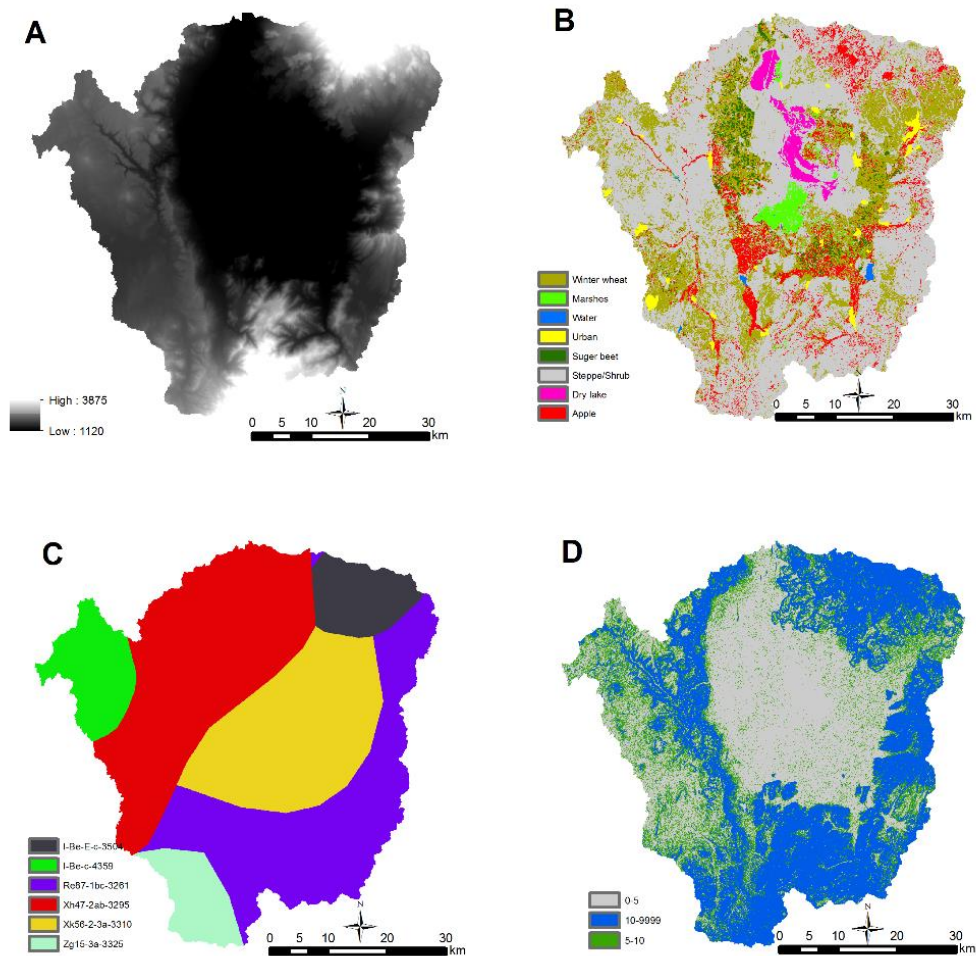 A
N
High : 3875
Low : 1120
0 5 10 20 30
km
B
Winter wheat
Marshes
Water
Urban
Suger beet
Steppe/Shrub
Dry lake
Apple
N
0 5 10 20 30
km
C
I-Be-E-c-3504
I-Be-c-4359
Re87-1bc-3261
Xh47-2ab-3295
Xk56-2-3a-3310
Zg15-3a-3325
N
0 5 10 20 30
km
D
0-5
10-9999
5-10
N
0 5 10 20 30
km